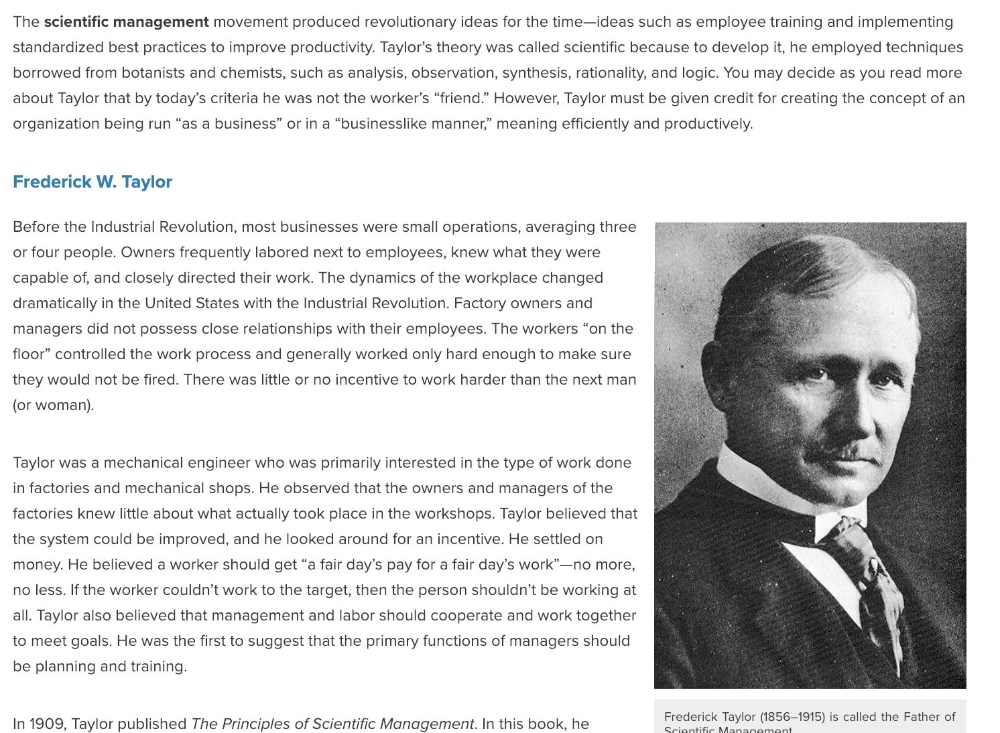 The scientific management movement produced revolutionary ideas for the time—ideas such as employee training and implementing
standardized best practices to improve productivity. Taylor’s theory was called scientific because to develop it, he employed techniques
borrowed from botanists and chemists, such as analysis, observation, synthesis, rationality, and logic. You may decide as you read more
about Taylor that by today’s criteria he was not the worker’s “friend.” However, Taylor must be given credit for creating the concept of an
organization being run “as a business” or in a “businesslike manner,” meaning efficiently and productively.
Frederick W. Taylor
Before the Industrial Revolution, most businesses were small operations, averaging three
or four people. Owners frequently labored next to employees, knew what they were
capable of, and closely directed their work. The dynamics of the workplace changed
dramatically in the United States with the Industrial Revolution. Factory owners and
managers did not possess close relationships with their employees. The workers “on the
floor” controlled the work process and generally worked only hard enough to make sure
they would not be fired. There was little or no incentive to work harder than the next man
(or woman).
Taylor was a mechanical engineer who was primarily interested in the type of work done
in factories and mechanical shops. He observed that the owners and managers of the
factories knew little about what actually took place in the workshops. Taylor believed that
the system could be improved, and he looked around for an incentive. He settled on
money. He believed a worker should get “a fair day’s pay for a fair day’s work”—no more,
no less. If the worker couldn’t work to the target, then the person shouldn’t be working at
all. Taylor also believed that management and labor should cooperate and work together
to meet goals. He was the first to suggest that the primary functions of managers should
be planning and training.
In 1909, Taylor published The Principles of Scientific Management. In this book, he
Frederick Taylor (1856–1915) is called the Father of
Scientific Management